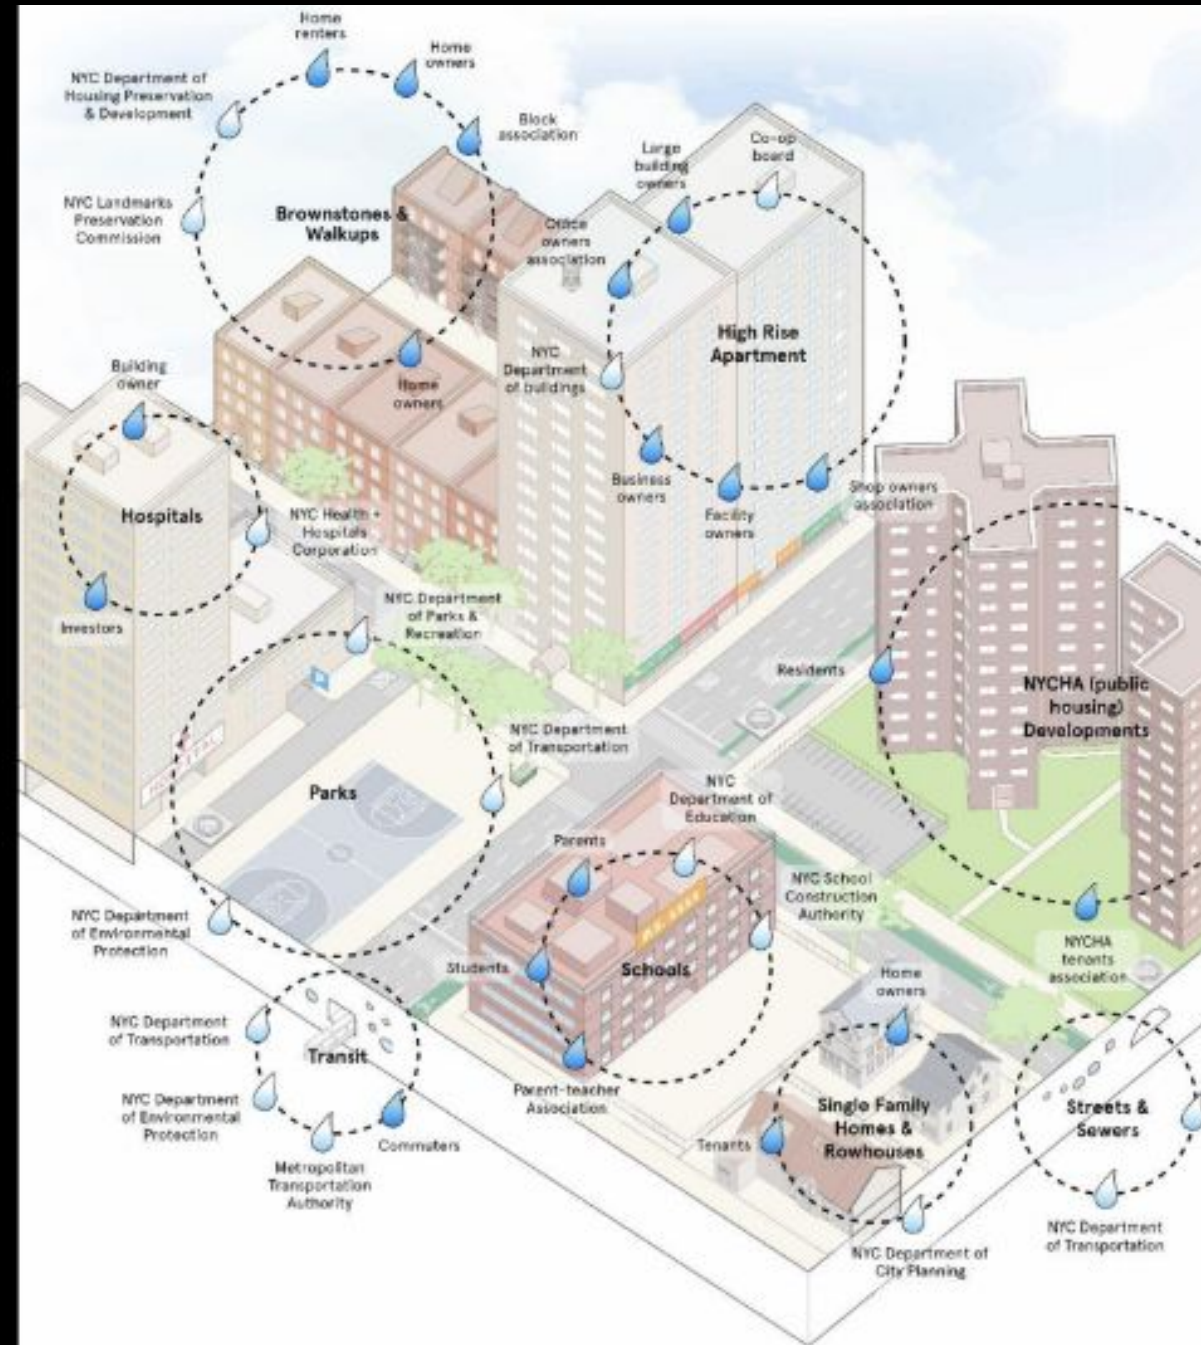 Home
renters
Home
owners
NYC Department of
Housing Preservation
& Development
Block
association
NYC Landmarks
Preservation
Commission
Brownstones &
Walkups
Home
owners
Large
building
owners
Co-op
board
Office
owners
association
High Rise
Apartment
NYC
Department
of buildings
Business
owners
Facility
owners
Shop owners
association
Building
owner
Hospitals
NYC Health +
Hospitals
Corporation
Investors
NYC Department
of Parks &
Recreation
Residents
NYCHA (public
housing)
Developments
HOSPITAL
Parks
NYC Department
of Transportation
NYC
Department of
Education
Parents
NYC School
Construction
Authority
NYC Department
of Environmental
Protection
Students
Schools
Parent-teacher
Association
NYCHA
tenants
association
NYC Department
of Transportation
Transit
NYC Department
of Environmental
Protection
Metropolitan
Transportation
Authority
Commuters
Home
owners
Single Family
Homes &
Rowhouses
Tenants
NYC Department of
City Planning
Streets &
Sewers
NYC Department
of Transportation